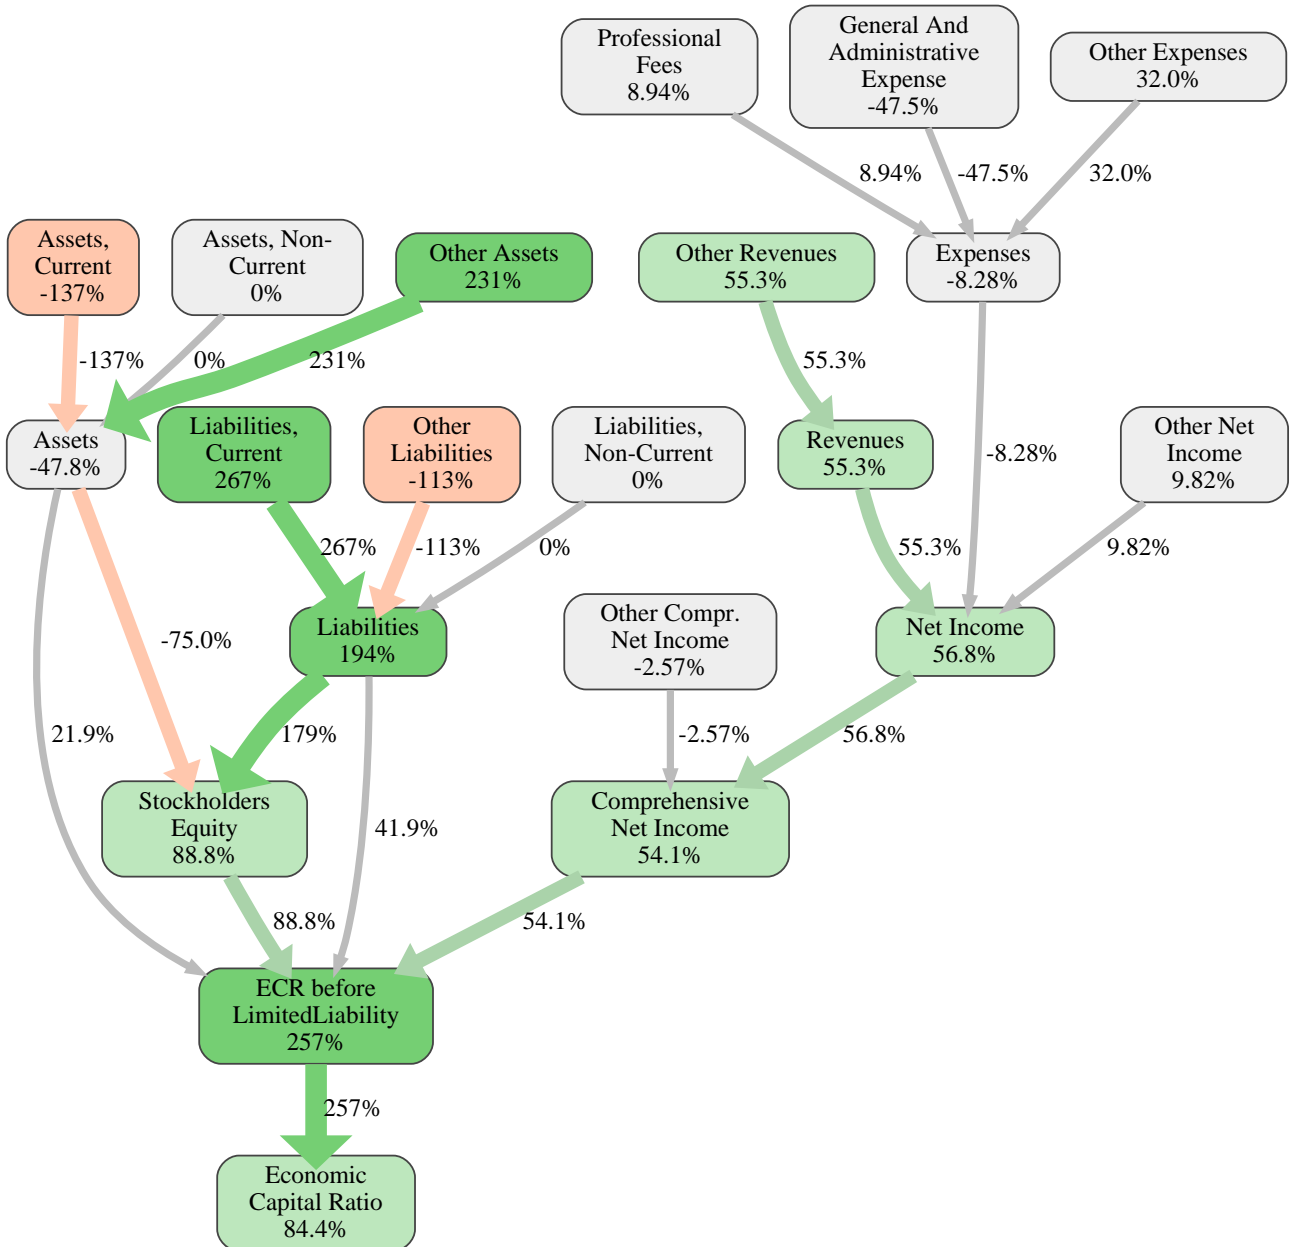 Professional
Fees
8.94%
General And
Administrative
Expense
-47.5%
Other Expenses
32.0%
8.94%
-47.5%
32.0%
Assets,
Current
-137%
Assets, Non-
Current
0%
Other Assets
231%
Other Revenues
55.3%
Expenses
-8.28%
-137%
0%
231%
55.3%
Assets
-47.8%
Liabilities,
Current
267%
Other
Liabilities
-113%
Liabilities,
Non-Current
0%
Revenues
55.3%
-8.28%
Other Net
Income
9.82%
267%
-113%
0%
55.3%
9.82%
-75.0%
Liabilities
194%
Other Compr.
Net Income
-2.57%
Net Income
56.8%
21.9%
179%
-2.57%
56.8%
Stockholders
Equity
88.8%
41.9%
Comprehensive
Net Income
54.1%
88.8%
54.1%
ECR before
LimitedLiability
257%
257%
Economic
Capital Ratio
84.4%